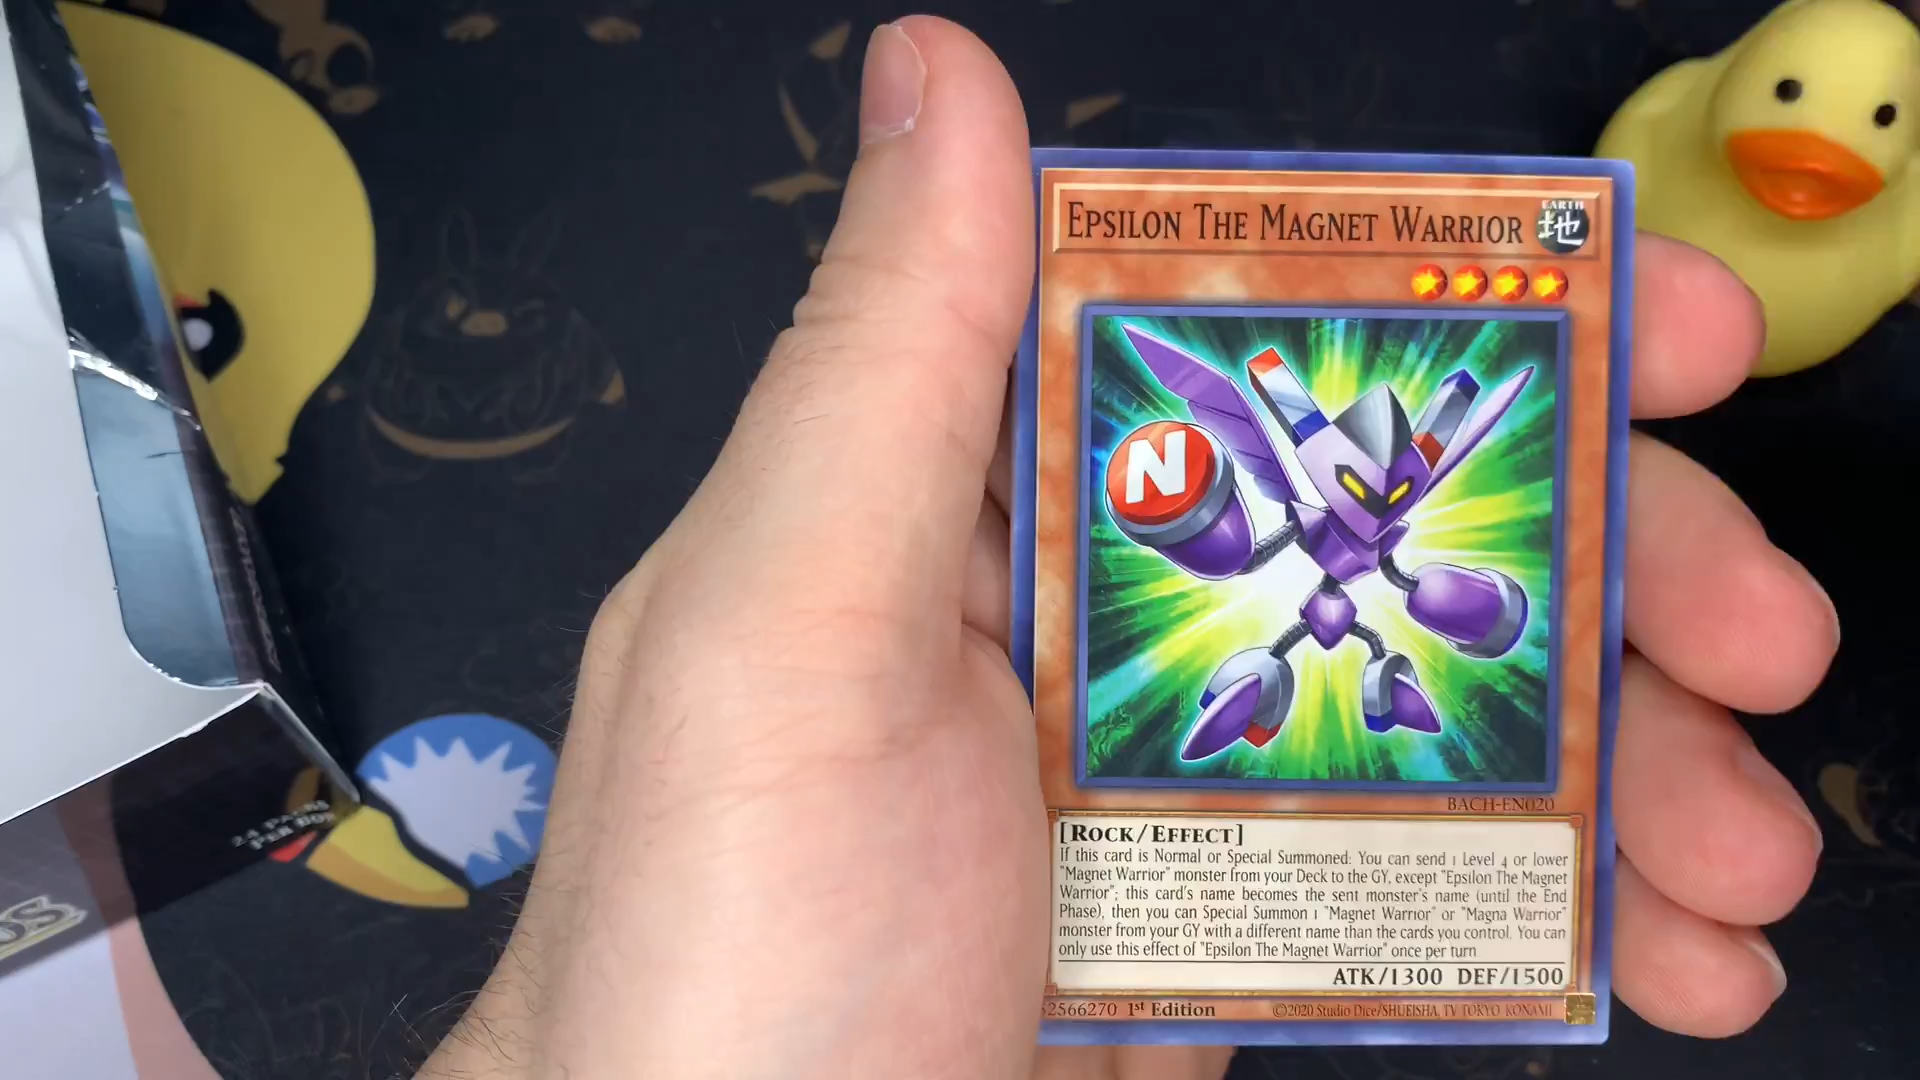 EPSILON THE MAGNET WARRIOR
EARTH
地
N
BACH-EN020
[ROCK/EFFECT]
If this card is Normal or Special Summoned: You can send 1 Level 4 or lower
"Magnet Warrior" monster from your Deck to the GY, except "Epsilon The Magnet
Warrior"; this card's name becomes the sent monster's name (until the End
Phase), then you can Special Summon 1 "Magnet Warrior" or "Magna Warrior"
monster from your GY with a different name than the cards you control. You can
only use this effect of "Epsilon The Magnet Warrior" once per turn
ATK/1300 DEF/1500
2566270 1st Edition
©2020 Studio Dice/SHUEISHA, TV TOKYO, KONAMI
24 PACKS
PER BOX
OS